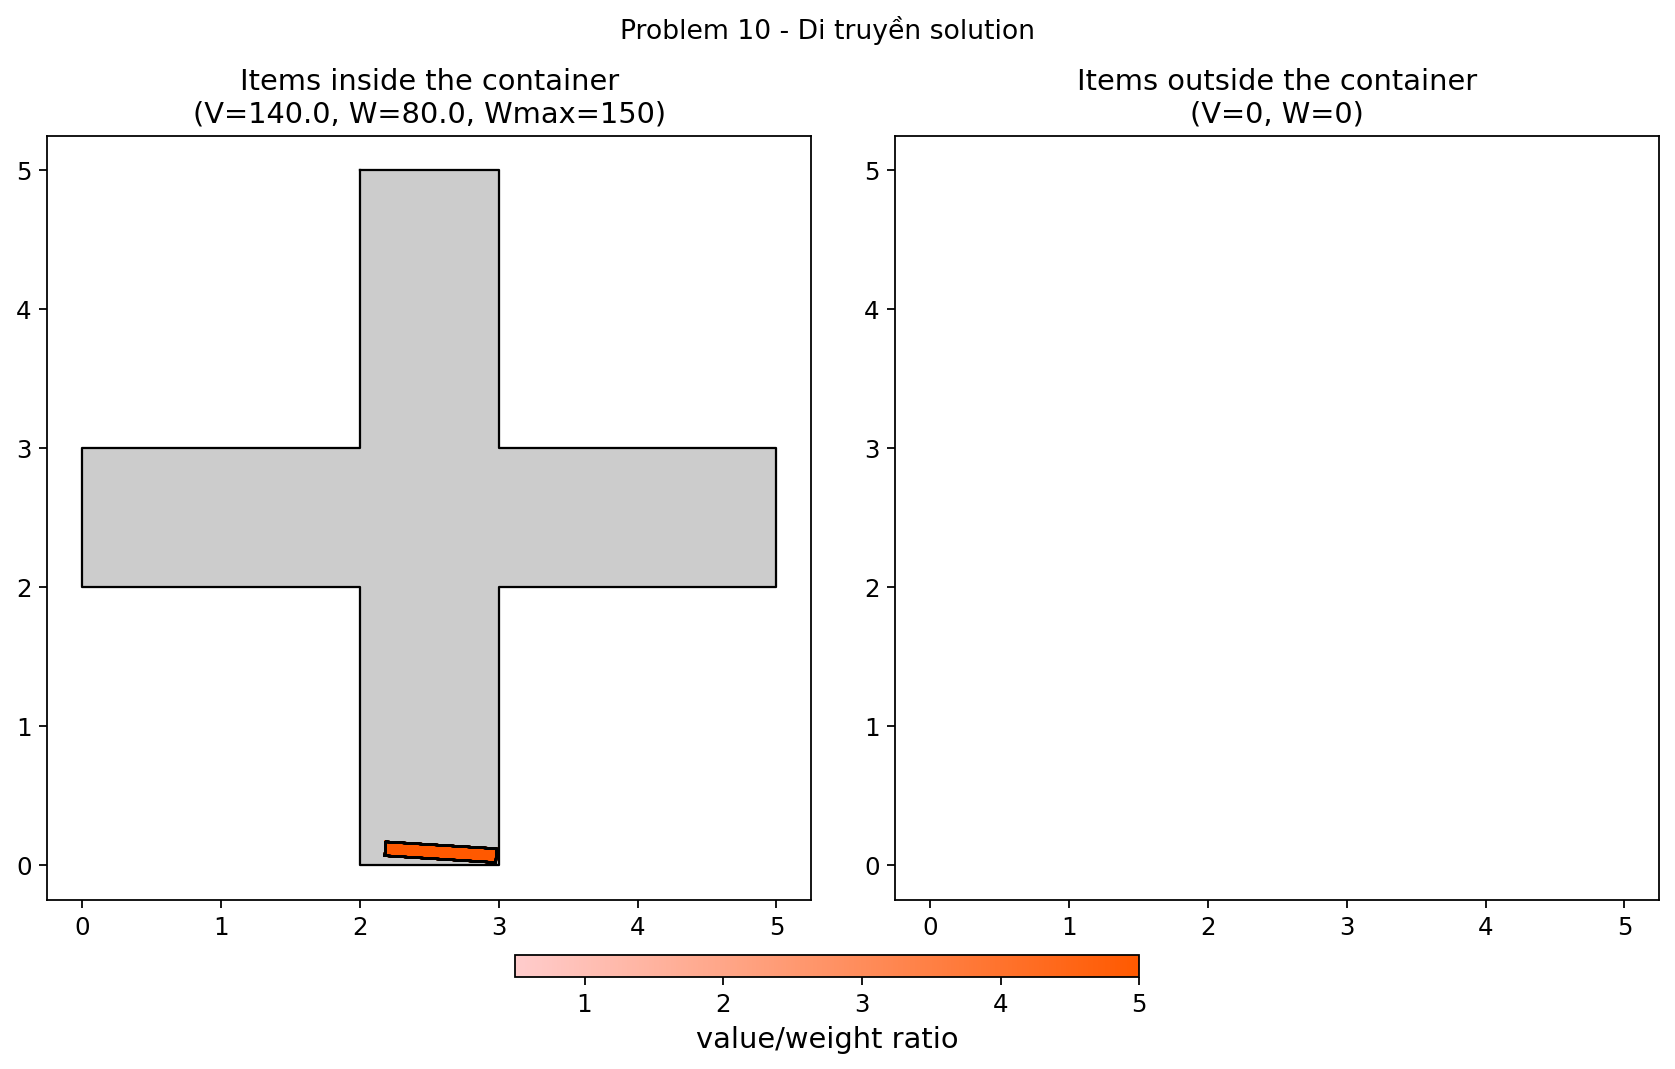 Problem 10 - Di truyền solution
Items inside the container
(V=140.0, W=80.0, Wmax=150)
5
4
3
2
1
0
0 1 2 3 4 5
Items outside the container
(V=0, W=0)
5
4
3
2
1
0
0 1 2 3 4 5
1 2 3 4 5
value/weight ratio